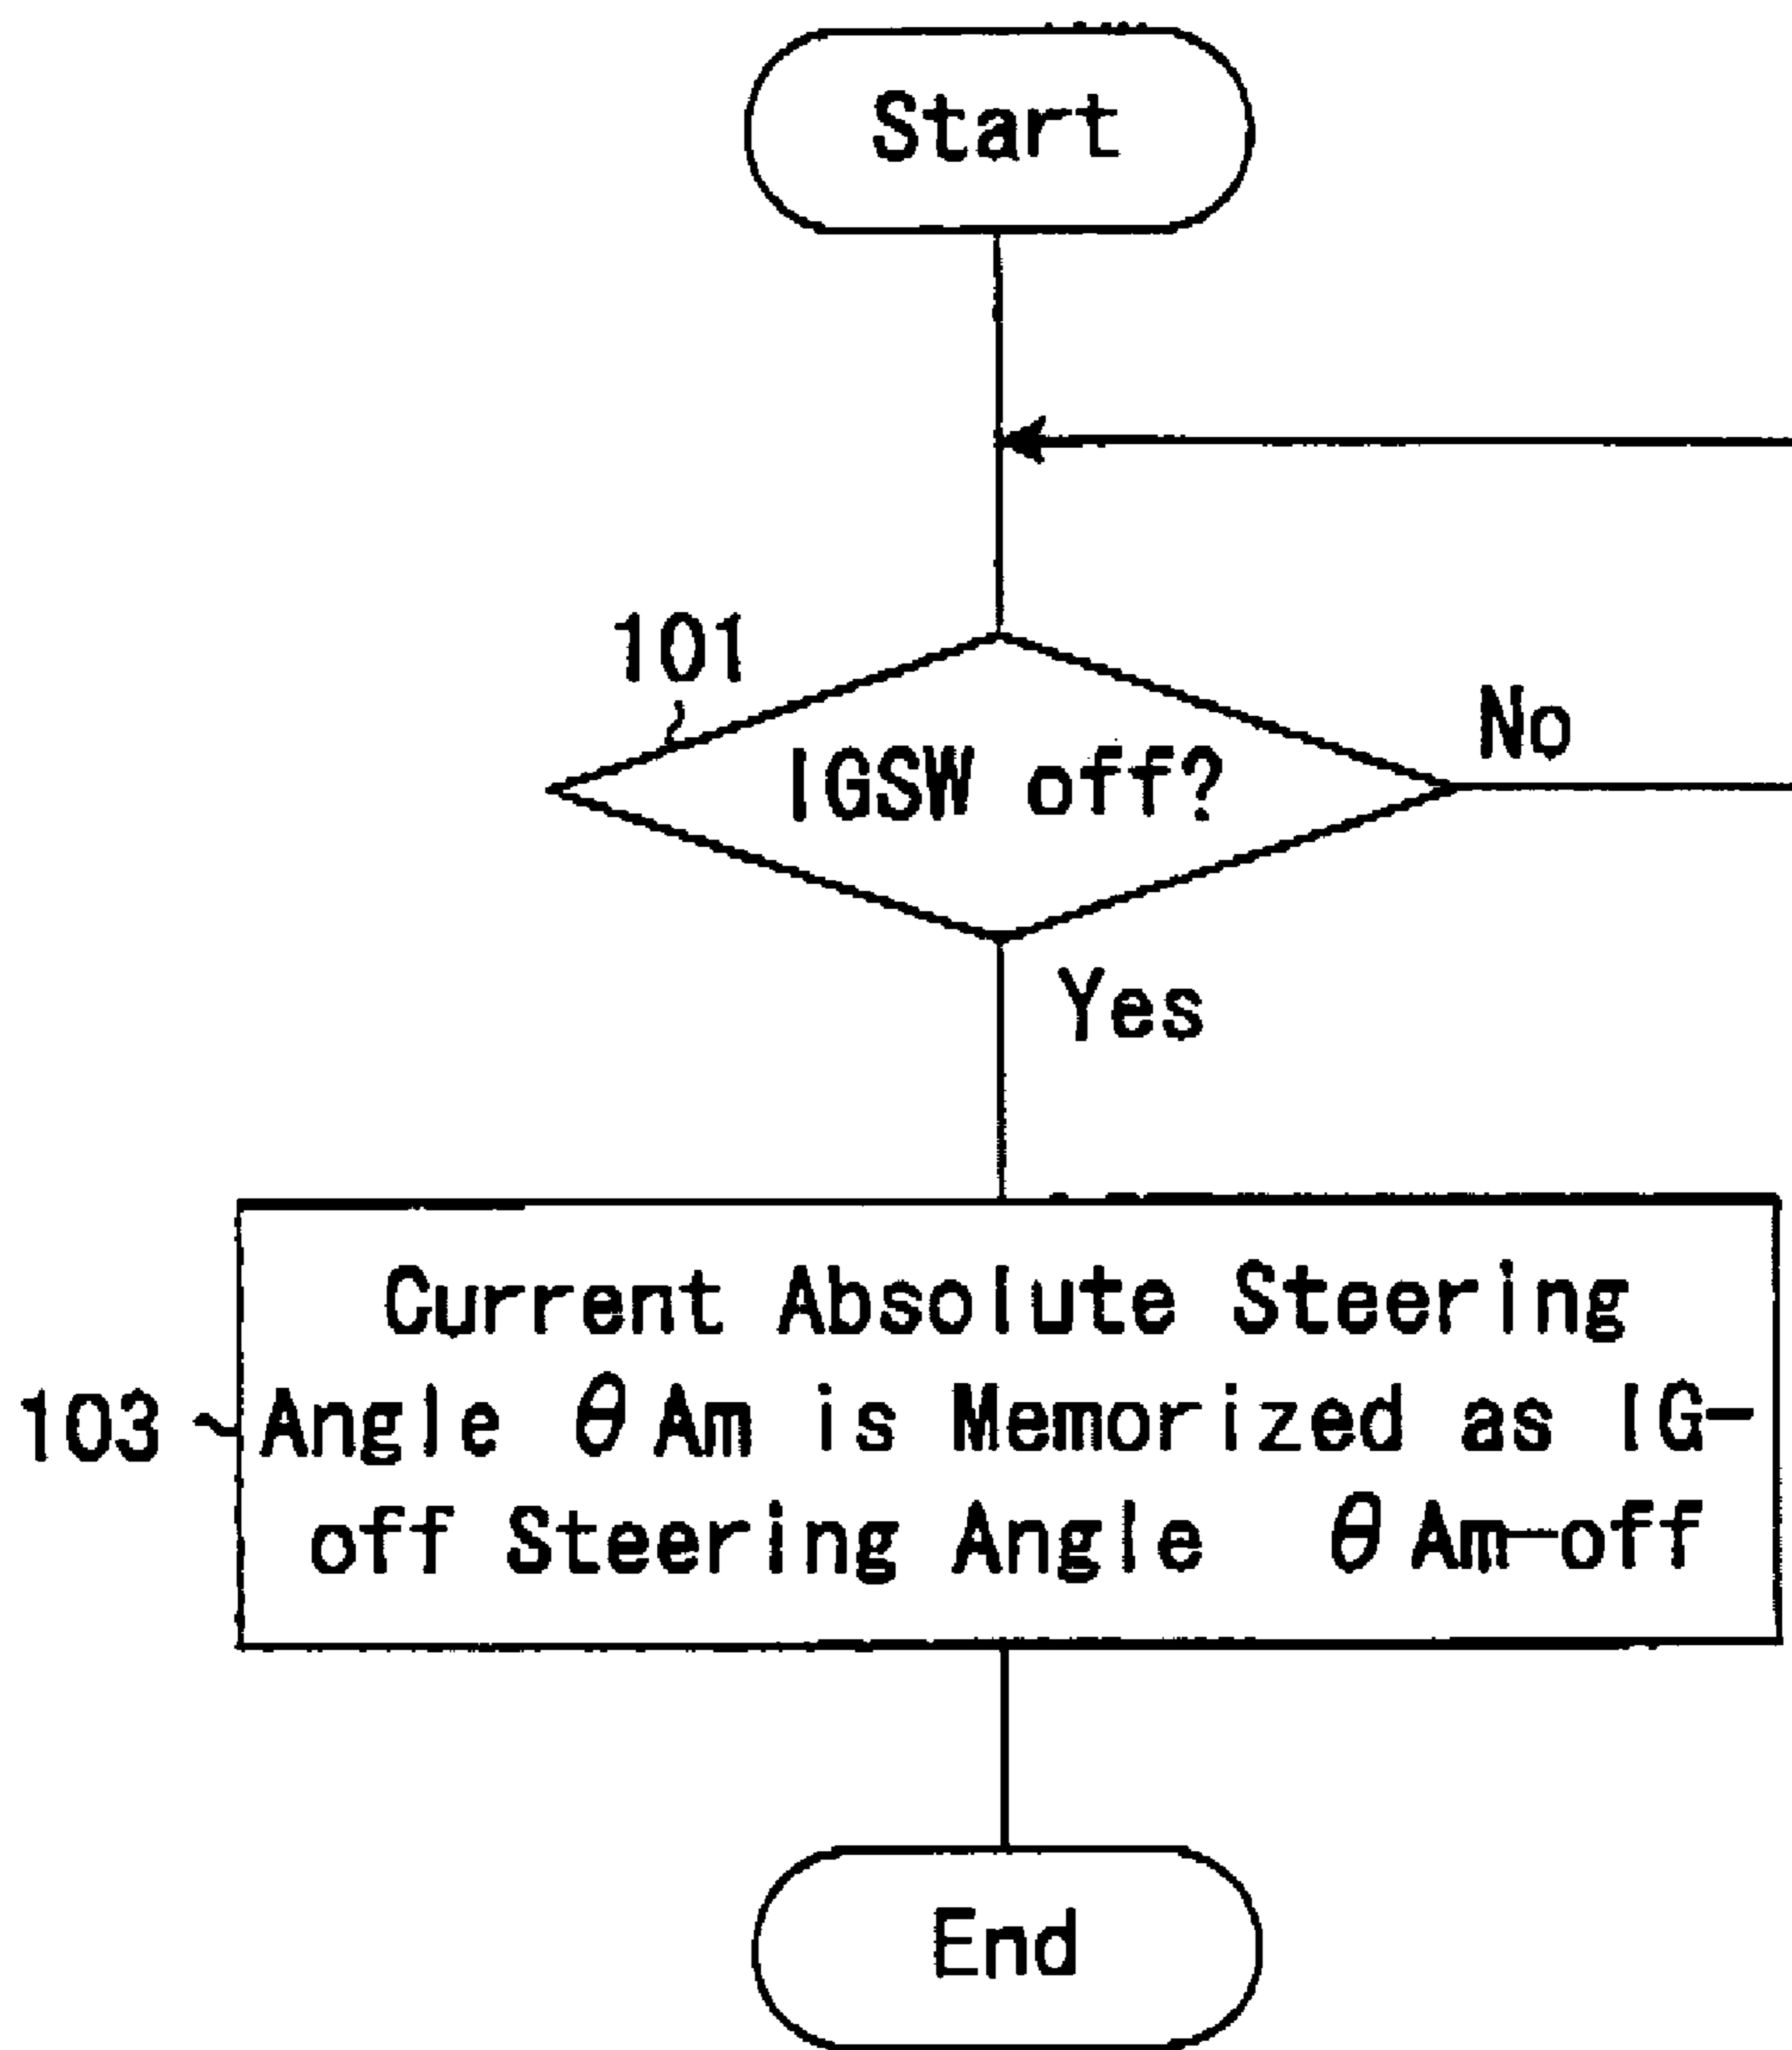 Start
101
IGSW off?
No
Yes
Current Absolute Steering
103
Angle θAm is Memorized as IG-
off Steering Angle θAm-off
End